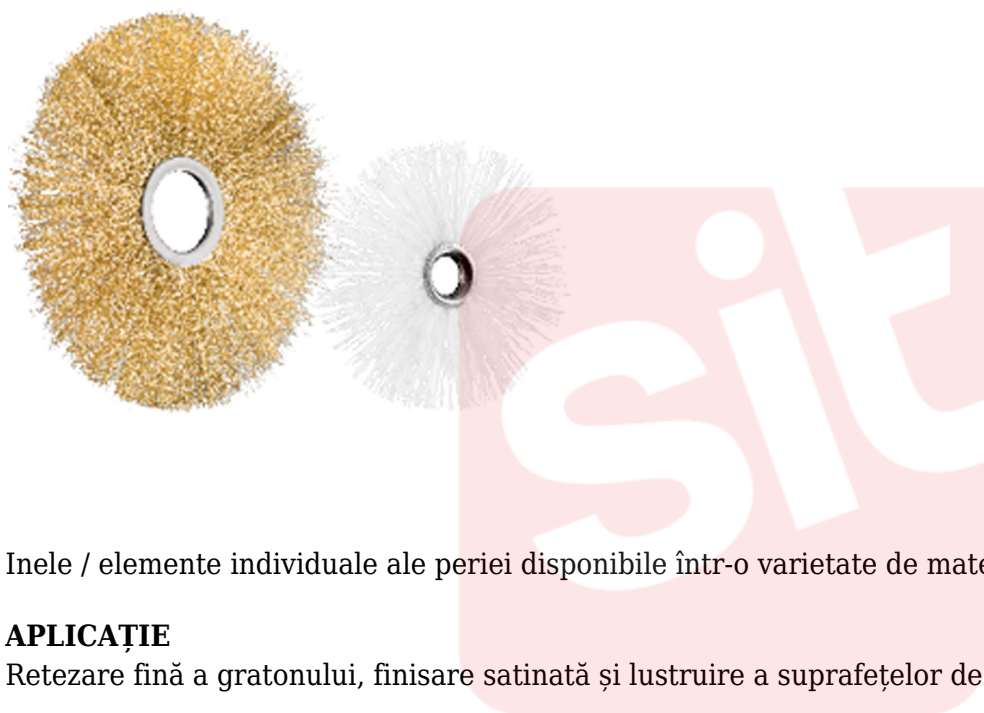 sit
Inele / elemente individuale ale periei disponibile într-o varietate de mate
APLICAȚIE
Retezare fină a gratonului, finisare satinată și lustruire a suprafețelor de